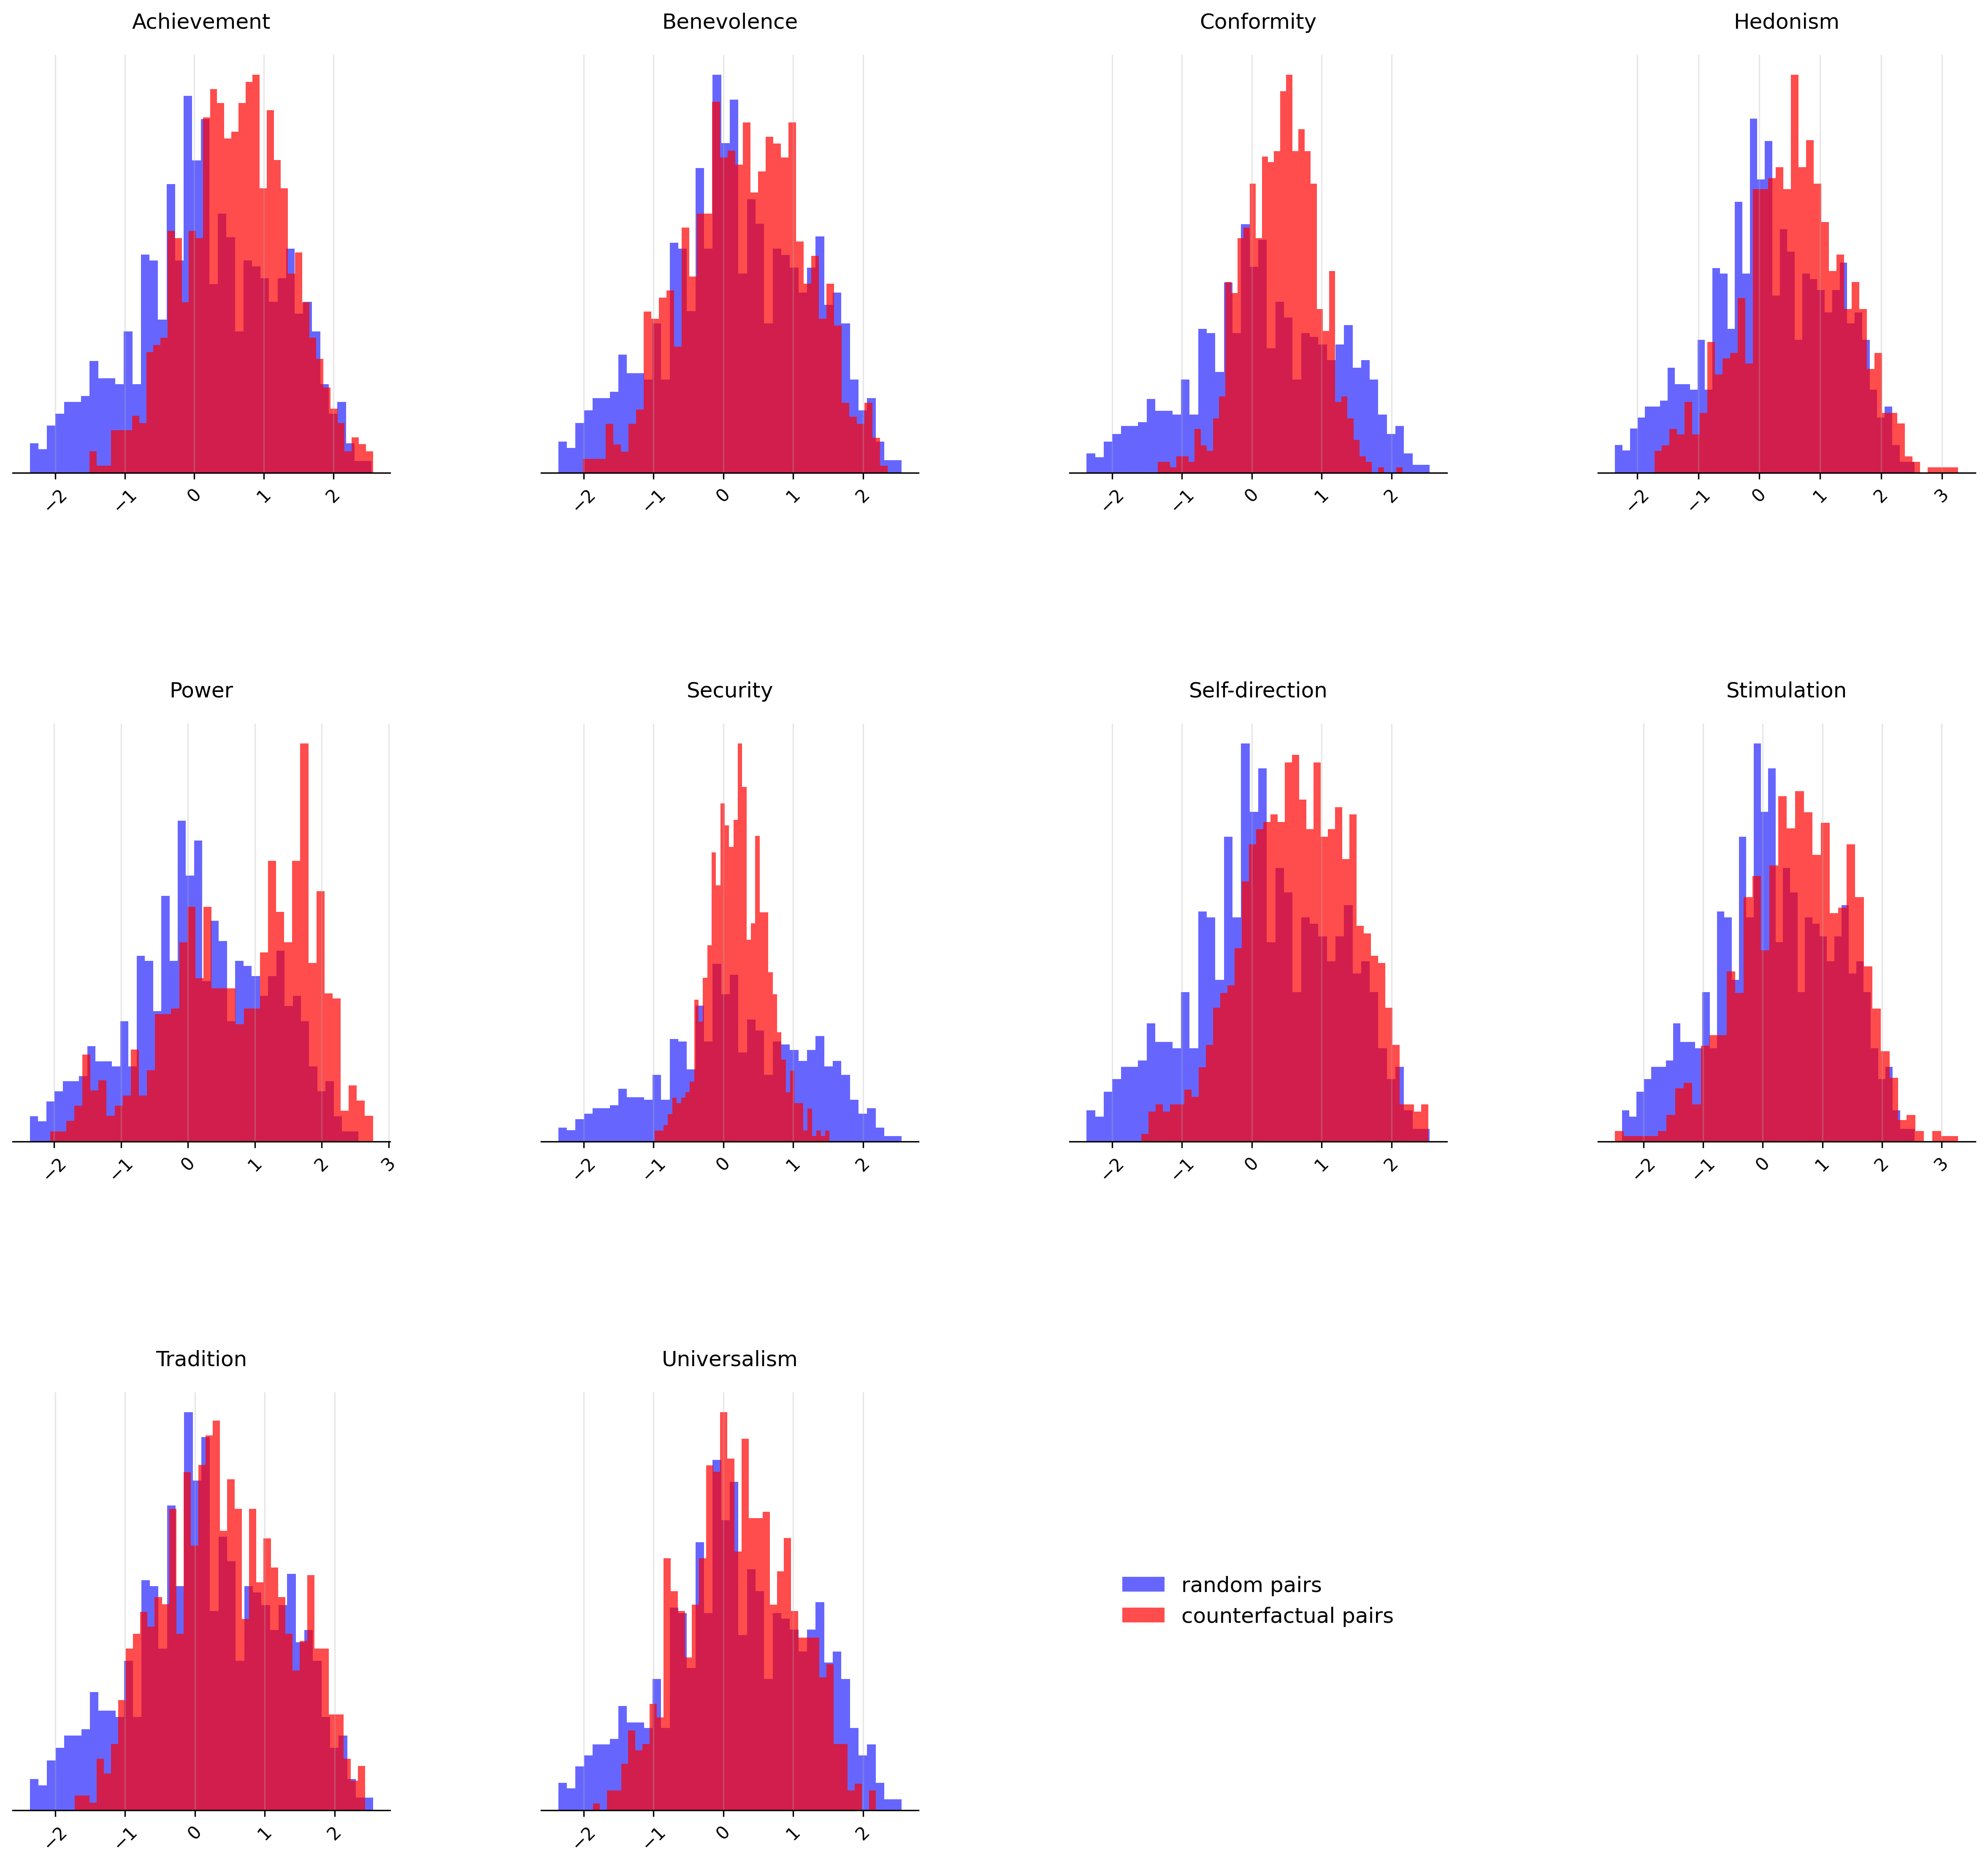 Achievement Benevolence Conformity Hedonism
−2 −1 0 1 2 −2 −1 0 1 2 −2 −1 0 1 2 −2 −1 0 1 2 3
Power Security Self-direction Stimulation
−2 −1 0 1 2 3 −2 −1 0 1 2 −2 −1 0 1 2 −2 −1 0 1 2 3
Tradition Universalism
random pairs
counterfactual pairs
−2 −1 0 1 2 −2 −1 0 1 2